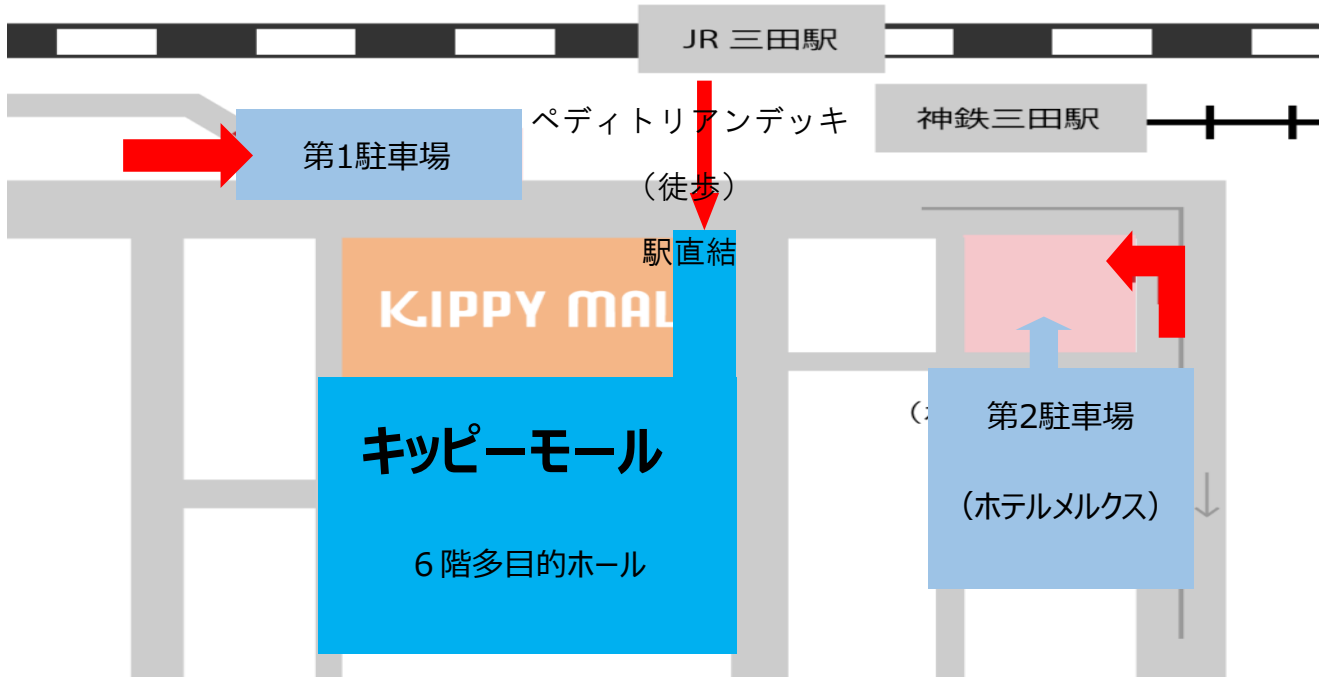 JR 三田駅
ペディトリアンデッキ
神鉄三田駅
第1駐車場
（徒歩）
駅直結
KIPPY MAL
キッピーモール
６階多目的ホール
第2駐車場
（ホテルメルクス）